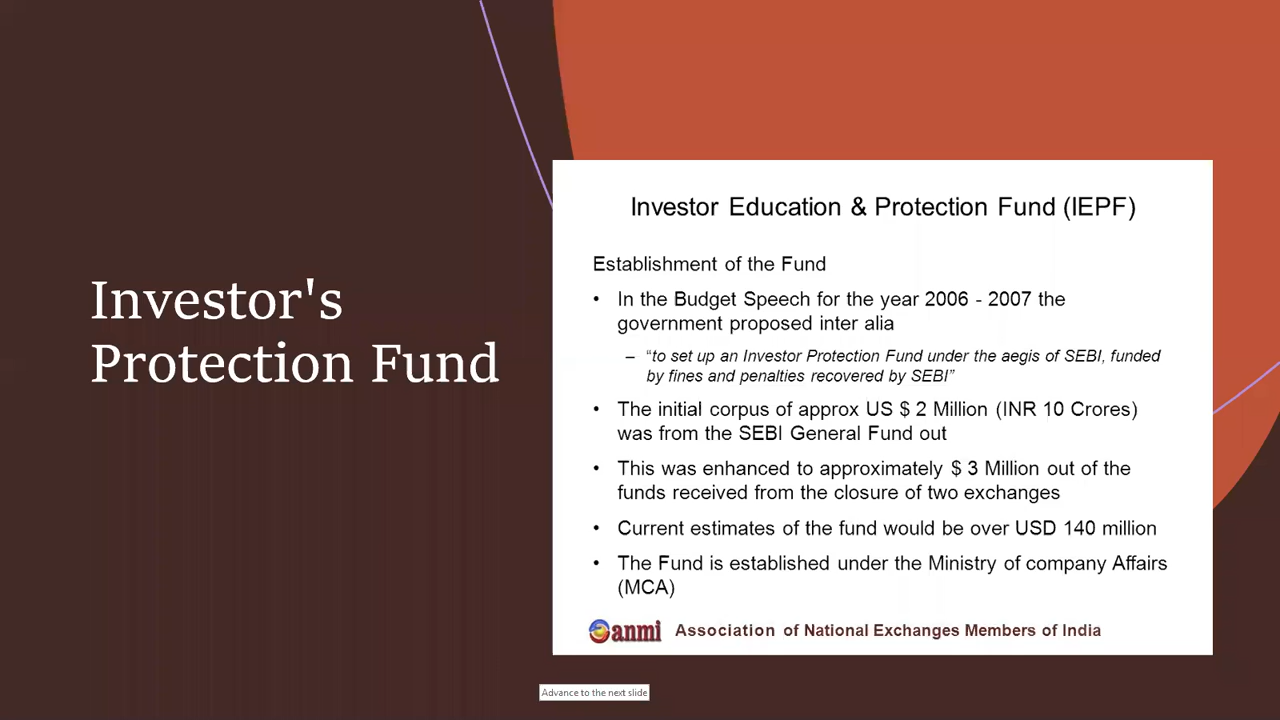 Investor's
Protection Fund
Investor Education & Protection Fund (IEPF)
Establishment of the Fund
• In the Budget Speech for the year 2006 - 2007 the
government proposed inter alia
– “to set up an Investor Protection Fund under the aegis of SEBI, funded
by fines and penalties recovered by SEBI”
• The initial corpus of approx US $ 2 Million (INR 10 Crores)
was from the SEBI General Fund out
• This was enhanced to approximately $ 3 Million out of the
funds received from the closure of two exchanges
• Current estimates of the fund would be over USD 140 million
• The Fund is established under the Ministry of company Affairs
(MCA)
anmi Association of National Exchanges Members of India
Advance to the next slide